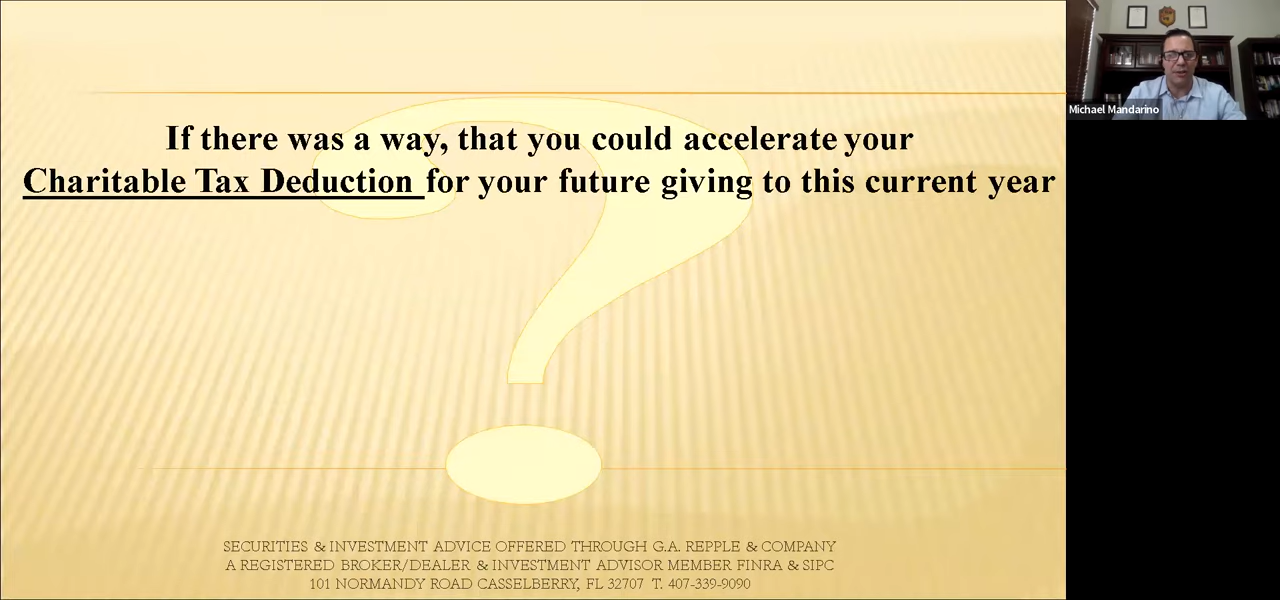 If there was a way, that you could accelerate your
Charitable Tax Deduction for your future giving to this current year
SECURITIES & INVESTMENT ADVICE OFFERED THROUGH G.A. REPPLE & COMPANY
A REGISTERED BROKER/DEALER & INVESTMENT ADVISOR MEMBER FINRA & SIPC
101 NORMANDY ROAD CASSELBERRY, FL 32707 T. 407-339-9090
Michael Mandarino